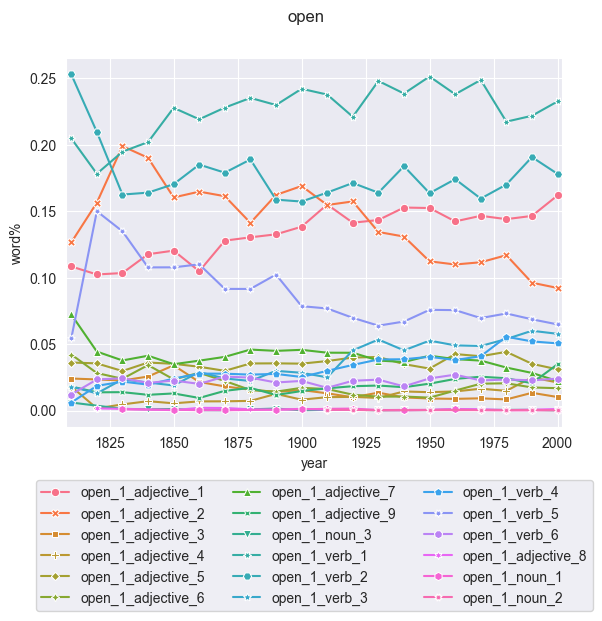 open
0.25
0.20
0.15
0.10
0.05
0.00
word%
1825 1850 1875 1900 1925 1950 1975 2000
year
open_1_adjective_1 open_1_adjective_7 open_1_verb_4
open_1_adjective_2 open_1_adjective_9 open_1_verb_5
open_1_adjective_3 open_1_noun_3 open_1_verb_6
open_1_adjective_4 open_1_verb_1 open_1_adjective_8
open_1_adjective_5 open_1_verb_2 open_1_noun_1
open_1_adjective_6 open_1_verb_3 open_1_noun_2